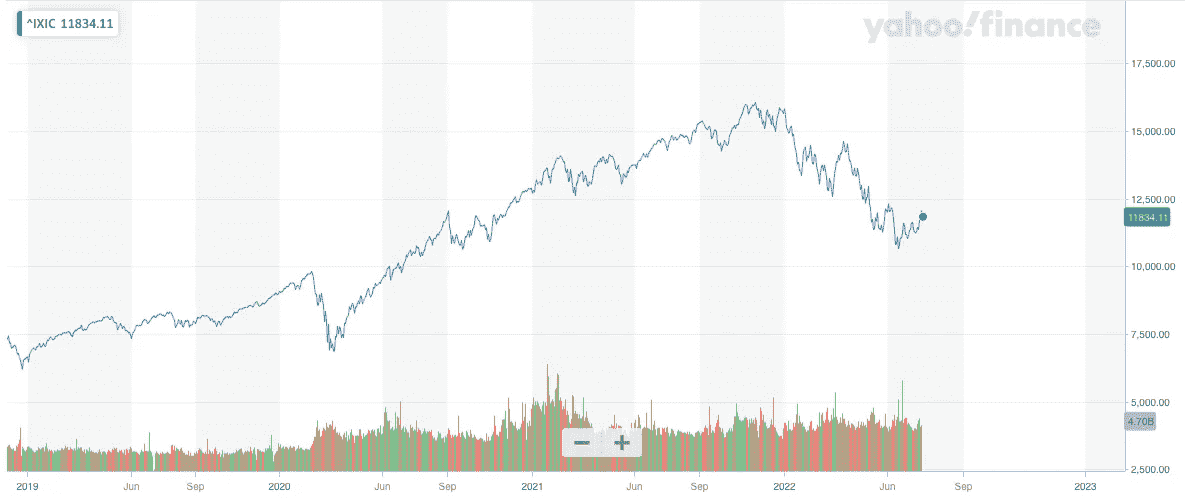 ^IXIC 11834.11
yahoo!finance
17,500.00
15,000.00
12,500.00
11834.11
10,000.00
7,500.00
5,000.00
4.70B
2,500.00
2019 Jun Sep 2020 Jun Sep 2021 Jun Sep 2022 Jun Sep 2023